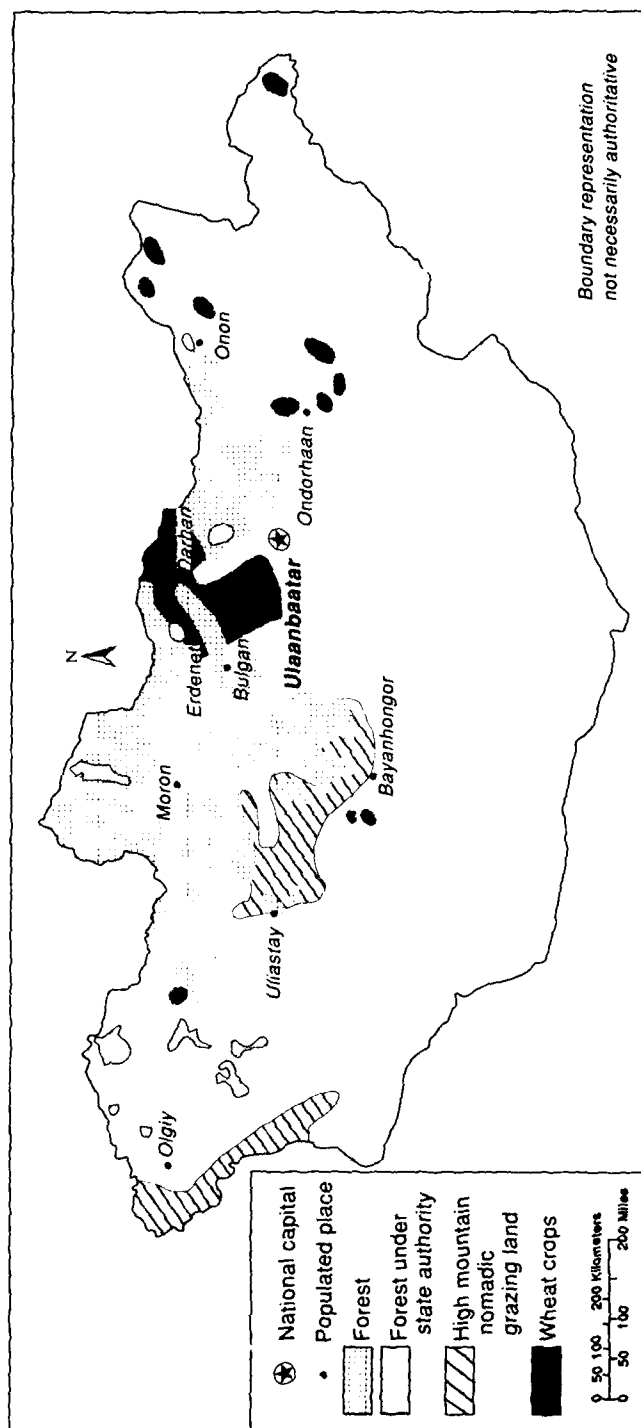 N
Olgiy
Moron
Uliastay
Bayanhongor
Erdenet
Bulgan
Darhan
Ulaanbaatar
Ondorhaan
Onon
National capital
Populated place
Forest
Forest under
state authority
High mountain
nomadic
grazing land
Wheat crops
0 50 100 200 Kilometers
0 50 100 200 Miles
Boundary representation
not necessarily authoritative